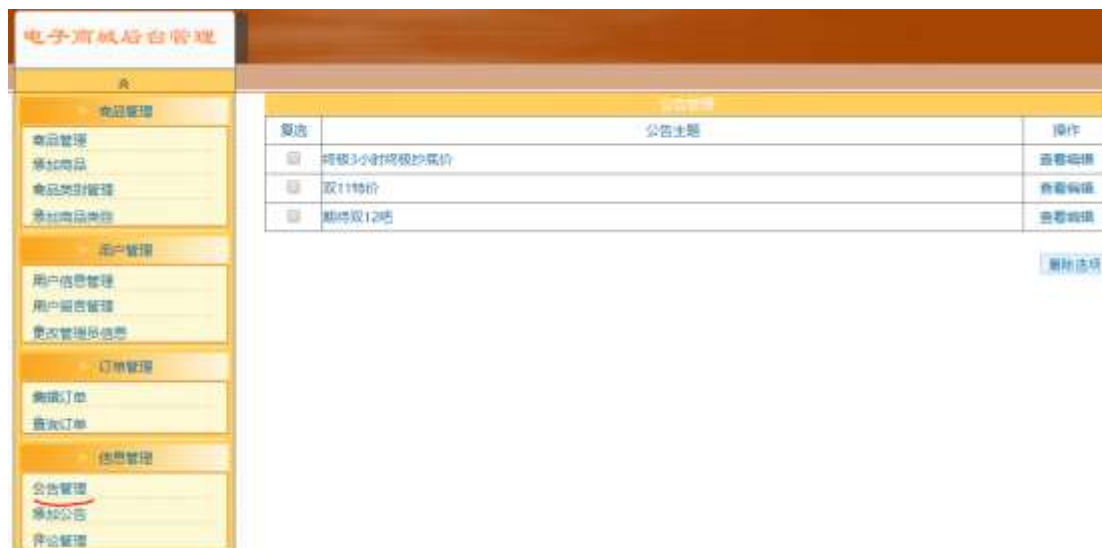 电子商城后台管理
商品管理
商品管理
添加商品
商品类别管理
添加商品类别
用户管理
用户信息管理
用户留言管理
更改管理员信息
订单管理
编辑订单
查询订单
信息管理
公告管理
添加公告
评论管理
公告管理
复选 公告主题 操作
终极3小时终极抄底价 查看编辑
双11特价 查看编辑
期待双12吧 查看编辑
删除选项